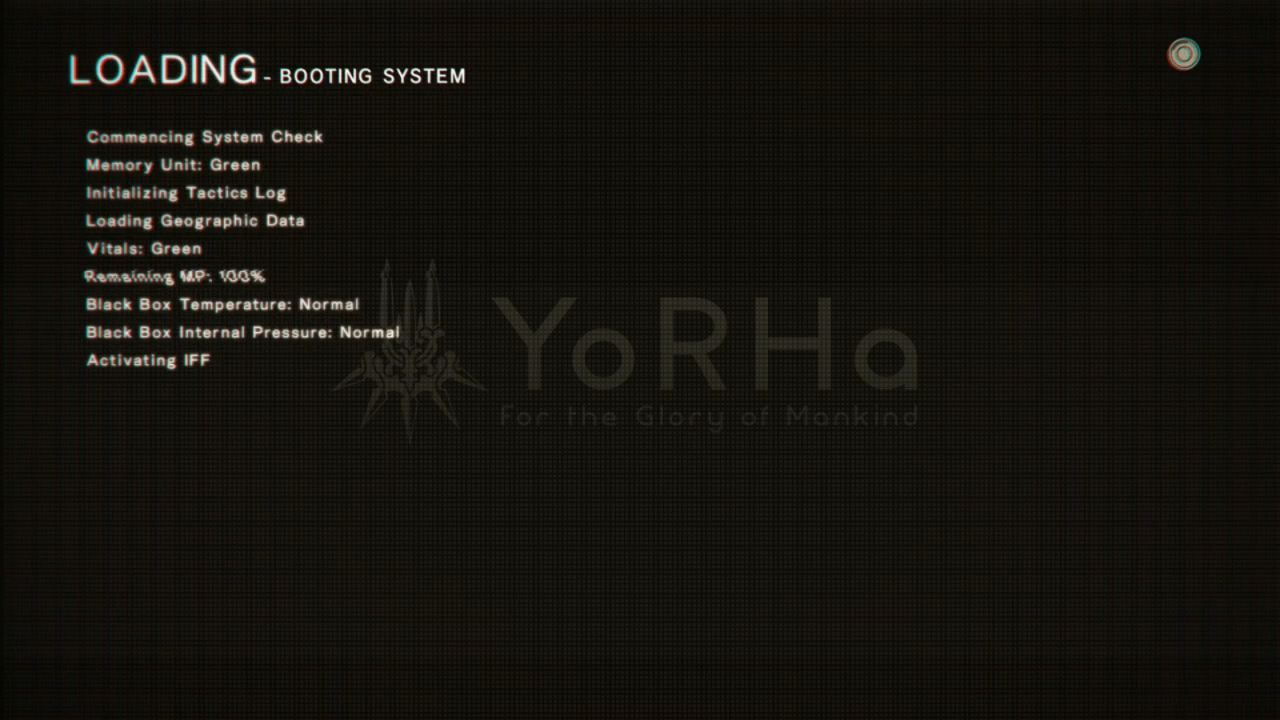 LOADING - BOOTING SYSTEM
Commencing System Check
Memory Unit: Green
Initializing Tactics Log
Loading Geographic Data
Vitals: Green
Remaining MP: 100%
Black Box Temperature: Normal
Black Box Internal Pressure: Normal
Activating IFF
YoRHa
For the Glory of Mankind